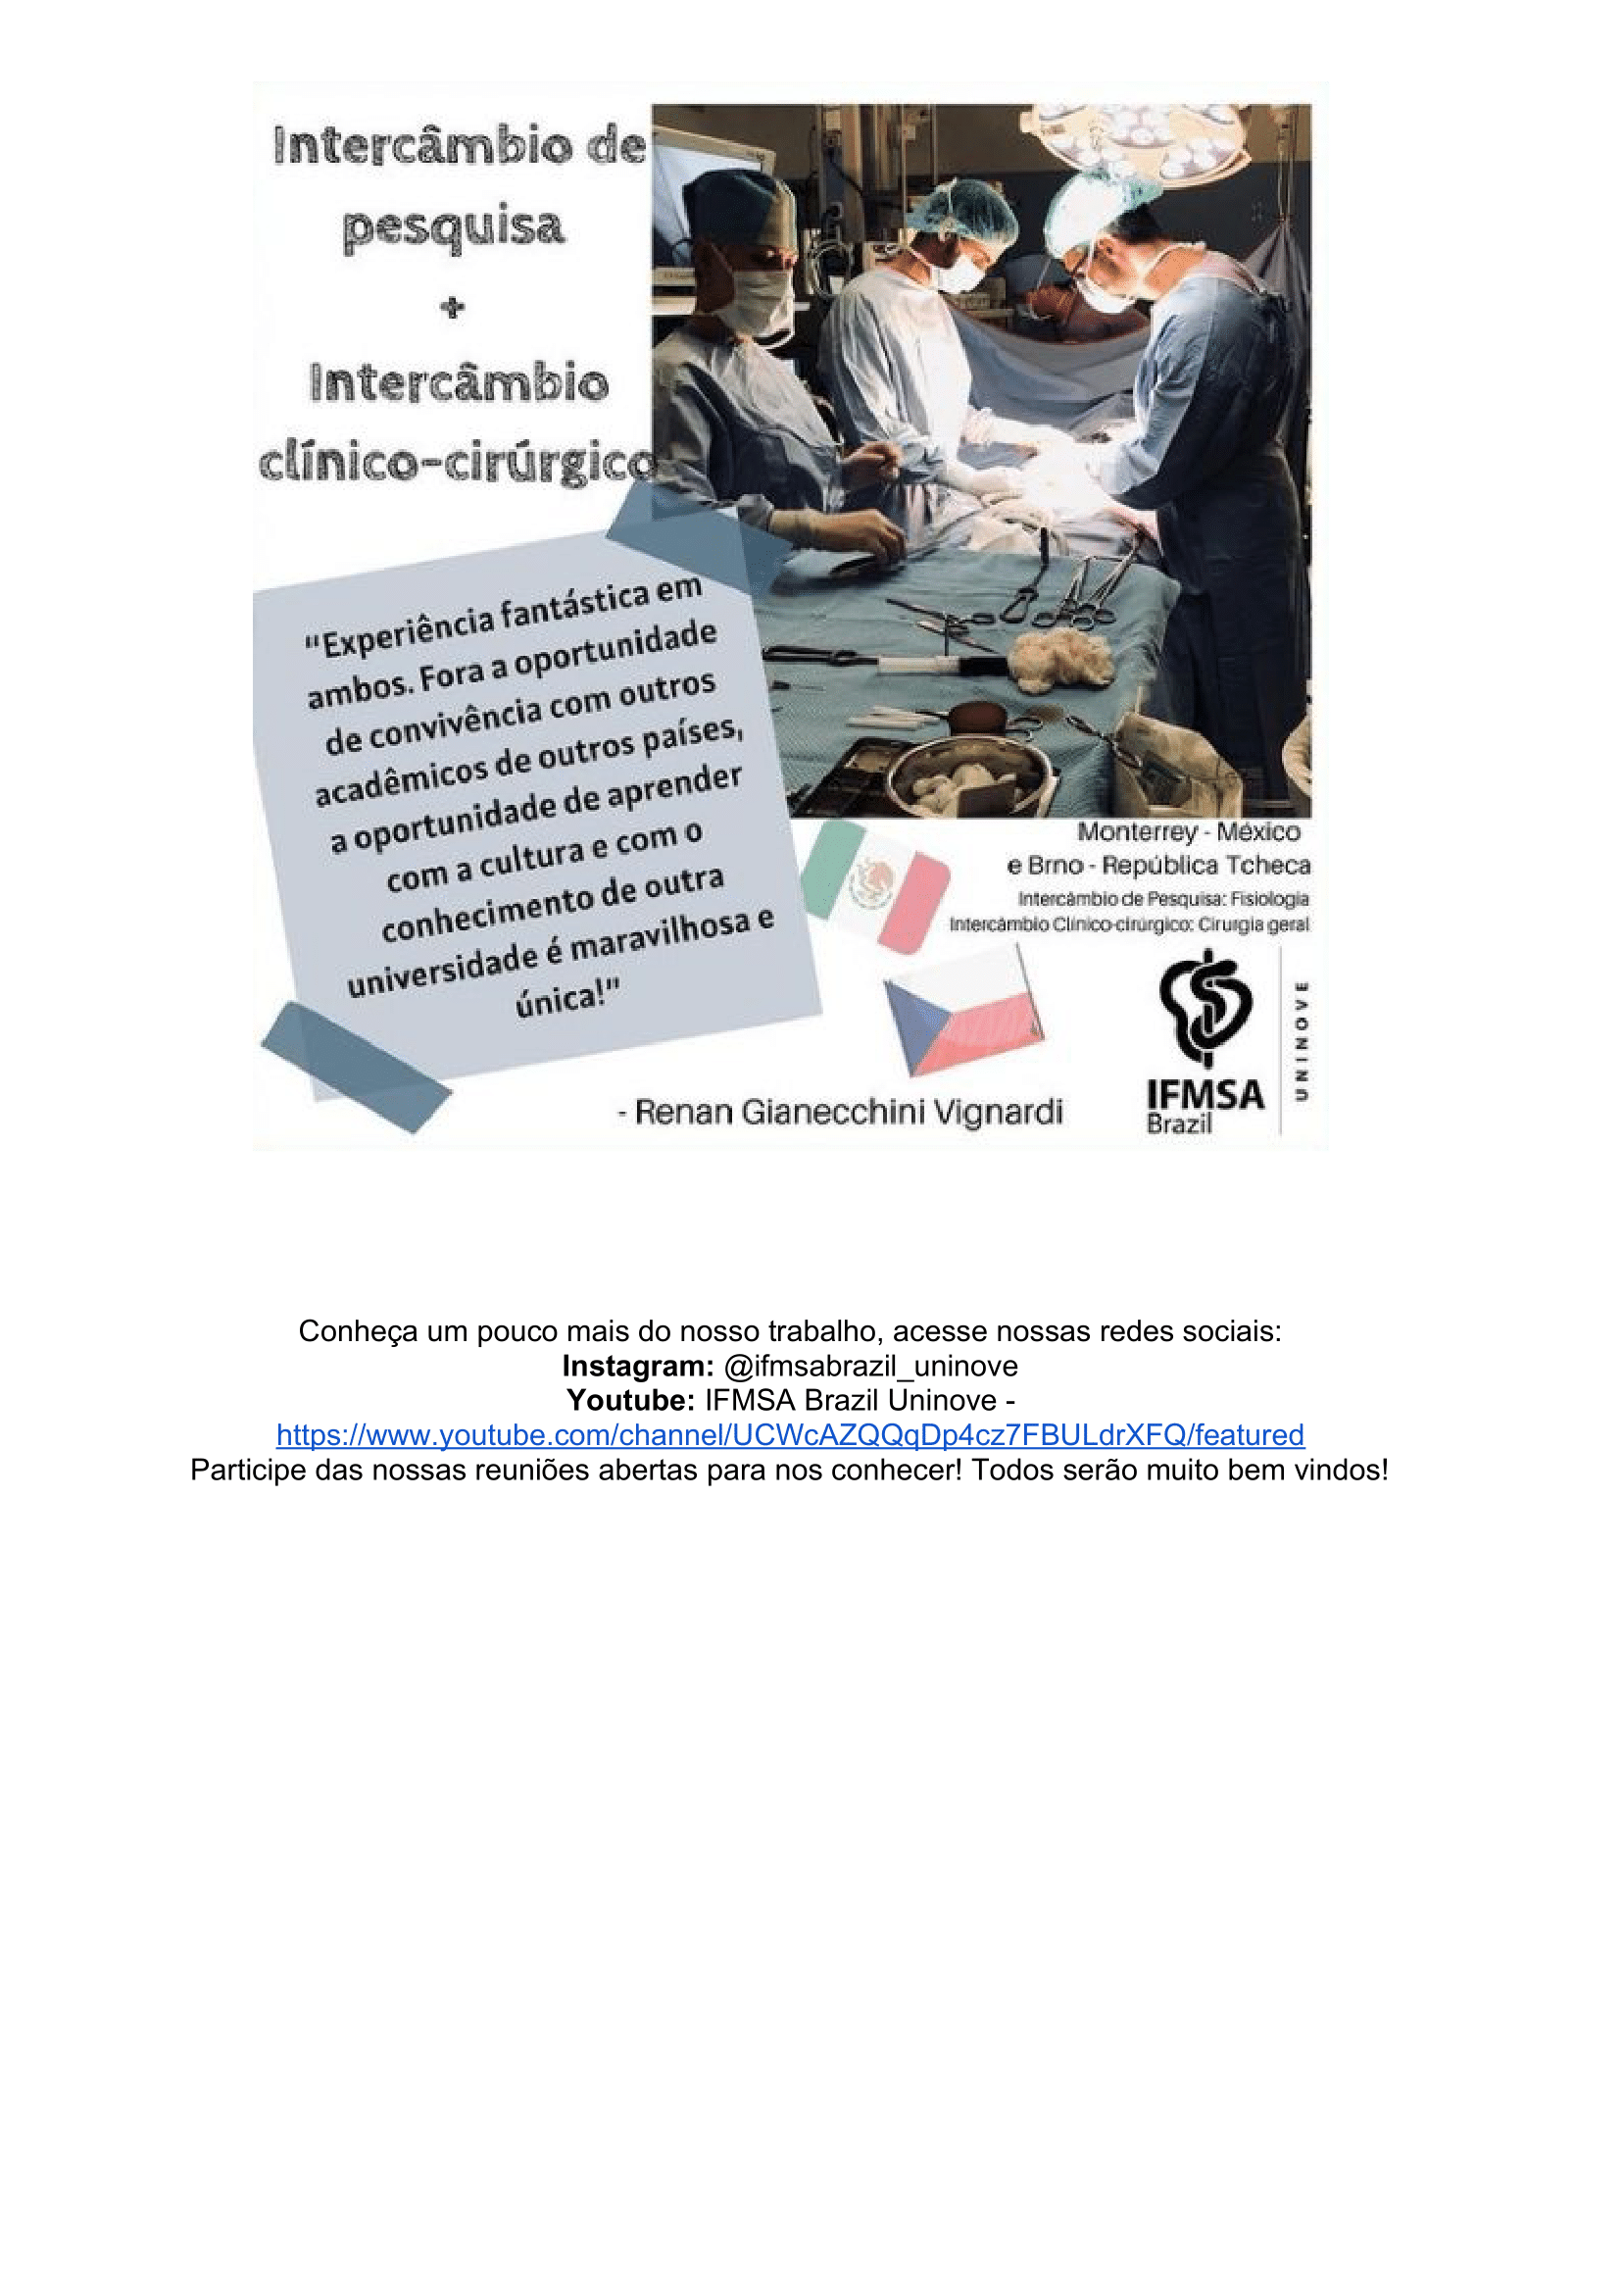 Intercâmbio de
pesquisa
+
Intercâmbio
clínico-cirúrgico
"Experiência fantástica em
ambos. Fora a oportunidade
de convivência com outros
acadêmicos de outros países,
a oportunidade de aprender
com a cultura e com o
conhecimento de outra
universidade é maravilhosa e
única!"
Monterrey - México
e Brno - República Tcheca
Intercâmbio de Pesquisa: Fisiologia
Intercâmbio Clínico-cirúrgico: Cirurgia geral
IFMSA
Brazil
UNINOVE
- Renan Gianecchini Vignardi
Conheça um pouco mais do nosso trabalho, acesse nossas redes sociais:
Instagram: @ifmsabrazil_uninove
Youtube: IFMSA Brazil Uninove -
https://www.youtube.com/channel/UCWcAZQQqDp4cz7FBULdrXFQ/featured
Participe das nossas reuniões abertas para nos conhecer! Todos serão muito bem vindos!